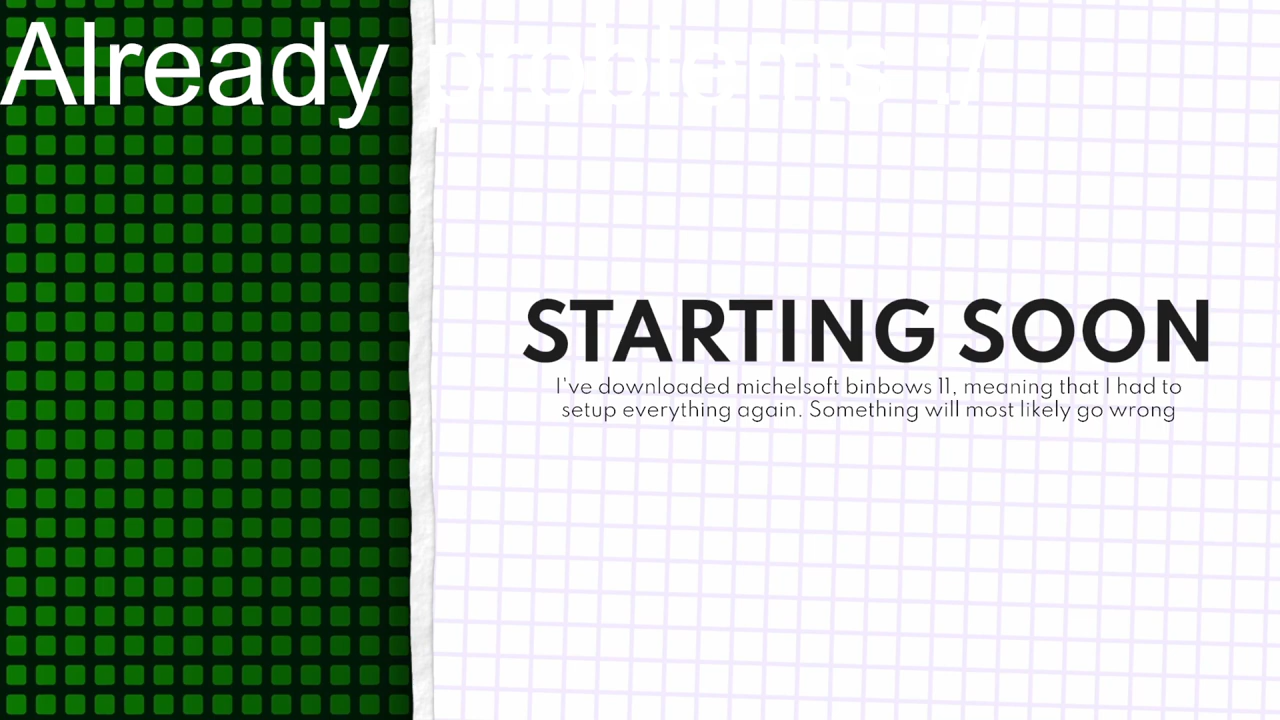 Already problems :/
STARTING SOON
I've downloaded michelsoft binbows 11, meaning that I had to
setup everything again. Something will most likely go wrong